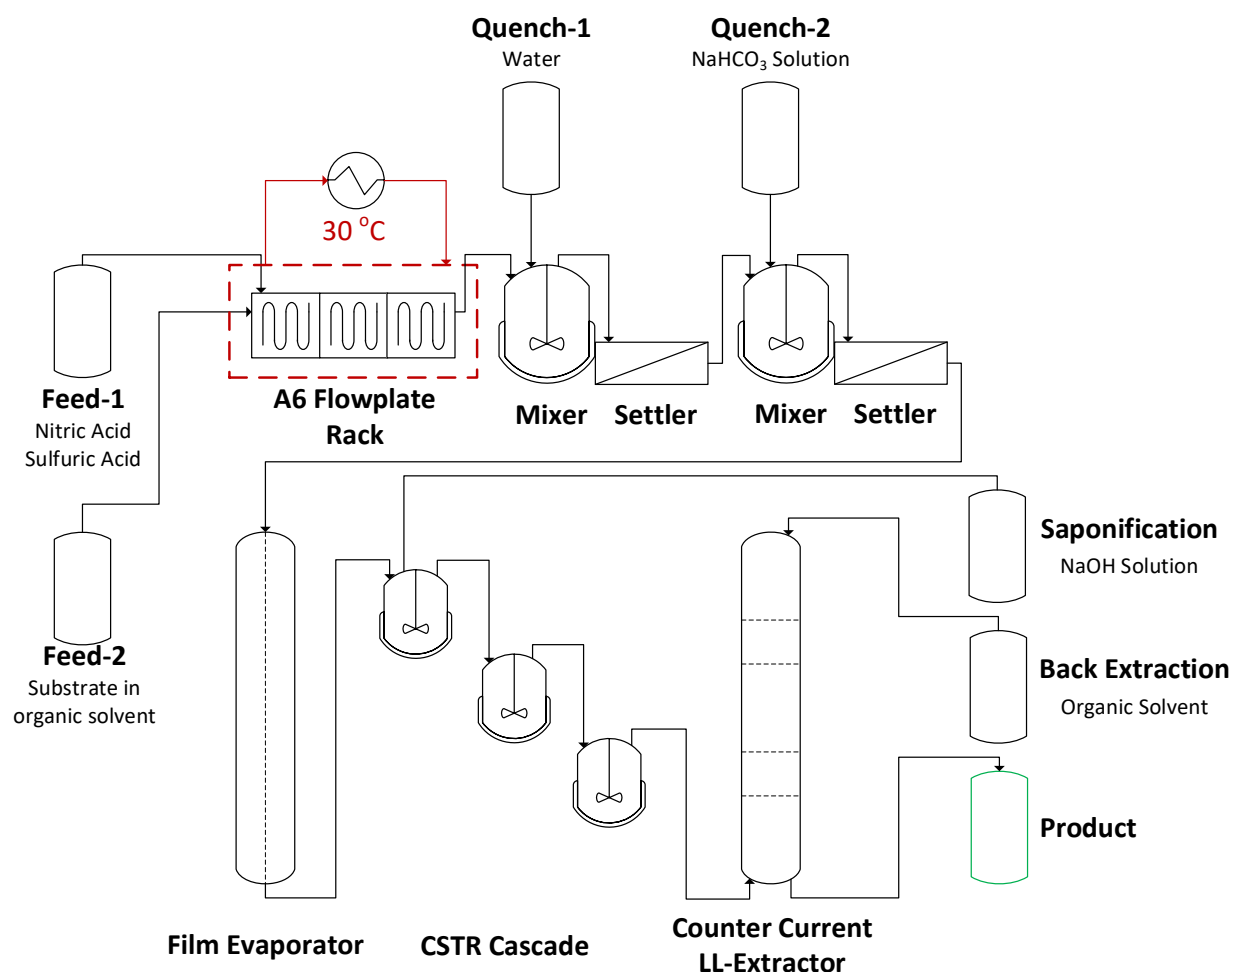 Quench-1
Water
Quench-2
NaHCO₃ Solution
30 °C
Feed-1
Nitric Acid
Sulfuric Acid
A6 Flowplate
Rack
Mixer
Settler
Mixer
Settler
Feed-2
Substrate in
organic solvent
Saponification
NaOH Solution
Back Extraction
Organic Solvent
Product
Film Evaporator
CSTR Cascade
Counter Current
LL-Extractor